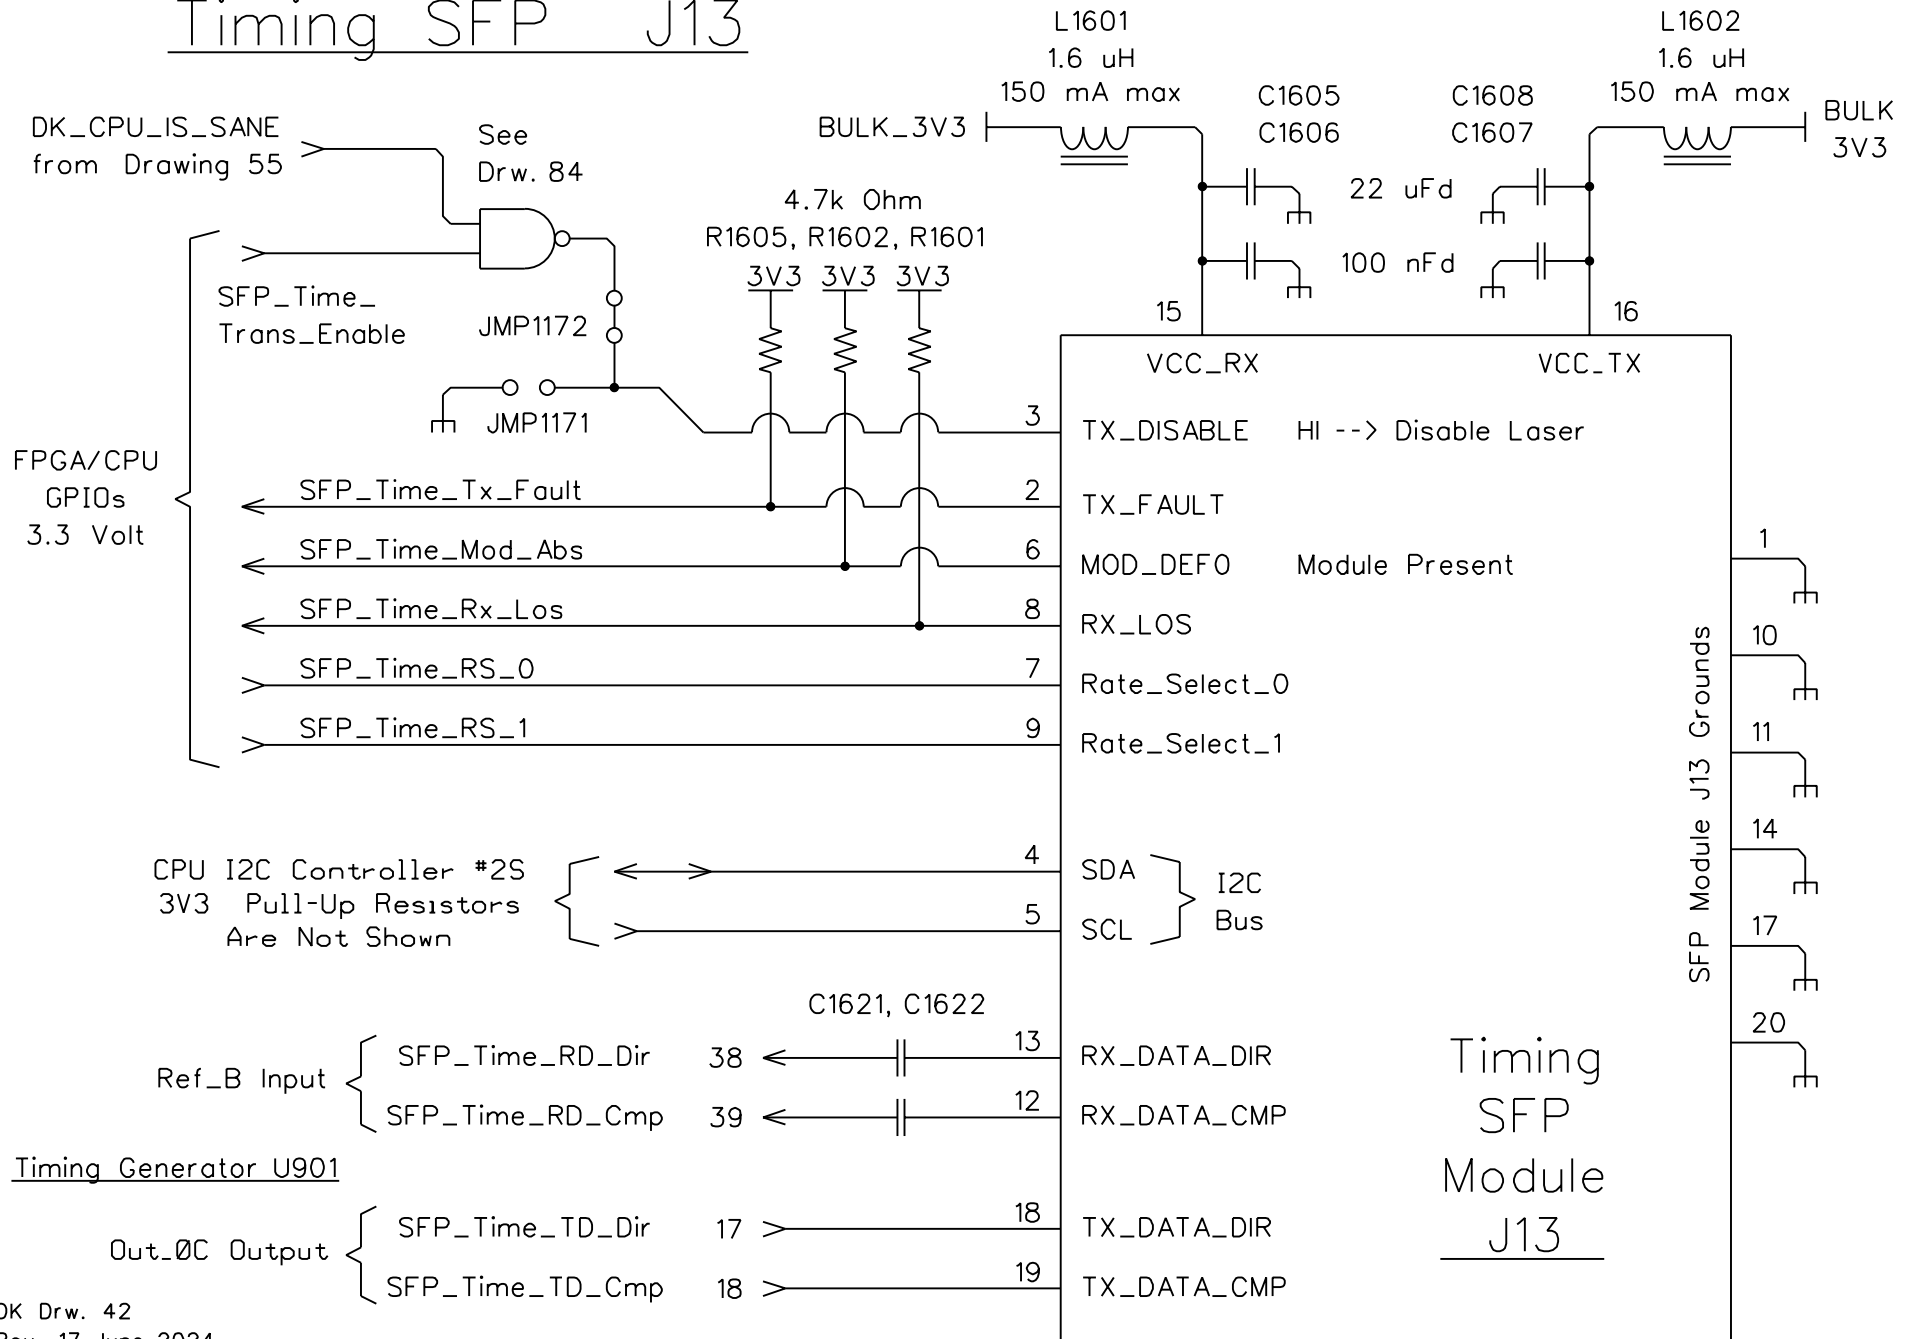 Timing SFP J13
L1601
1.6 uH
150 mA max
L1602
1.6 uH
150 mA max
C1605
C1606
C1608
C1607
BULK_3V3
BULK
3V3
DK_CPU_IS_SANE
from Drawing 55
See
Drw. 84
22 uFd
100 nFd
4.7k Ohm
R1605, R1602, R1601
3V3 3V3 3V3
SFP_Time_
Trans_Enable
JMP1172
JMP1171
15
16
VCC_RX
VCC_TX
3 TX_DISABLE HI --> Disable Laser
FPGA/CPU
GPIOs
3.3 Volt
SFP_Time_Tx_Fault 2 TX_FAULT
SFP_Time_Mod_Abs 6 MOD_DEF0 Module Present
SFP_Time_Rx_Los 8 RX_LOS
SFP_Time_RS_0 7 Rate_Select_0
SFP_Time_RS_1 9 Rate_Select_1
1
10
11
14
17
20
SFP Module J13 Grounds
CPU I2C Controller #2S
3V3 Pull-Up Resistors
Are Not Shown
4 SDA
5 SCL
I2C
Bus
C1621, C1622
Ref_B Input
SFP_Time_RD_Dir 38 13 RX_DATA_DIR
SFP_Time_RD_Cmp 39 12 RX_DATA_CMP
Timing Generator U901
Out_ØC Output
SFP_Time_TD_Dir 17 18 TX_DATA_DIR
SFP_Time_TD_Cmp 18 19 TX_DATA_CMP
Timing
SFP
Module
J13
DK Drw. 42
Rev. 17 June 2024